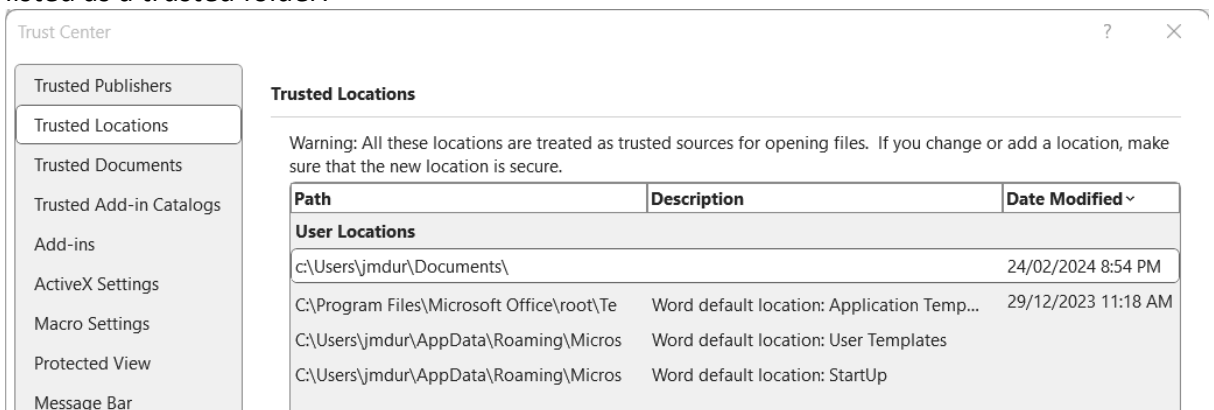 listed as a trusted folder.
Trust Center
?
Trusted Publishers
Trusted Locations
Trusted Documents
Trusted Add-in Catalogs
Add-ins
ActiveX Settings
Macro Settings
Protected View
Message Bar
Trusted Locations
Warning: All these locations are treated as trusted sources for opening files. If you change or add a location, make
sure that the new location is secure.
Path Description Date Modified
User Locations
c:\Users\jmdur\Documents\ 24/02/2024 8:54 PM
C:\Program Files\Microsoft Office\root\Te Word default location: Application Temp... 29/12/2023 11:18 AM
C:\Users\jmdur\AppData\Roaming\Micros Word default location: User Templates
C:\Users\jmdur\AppData\Roaming\Micros Word default location: StartUp